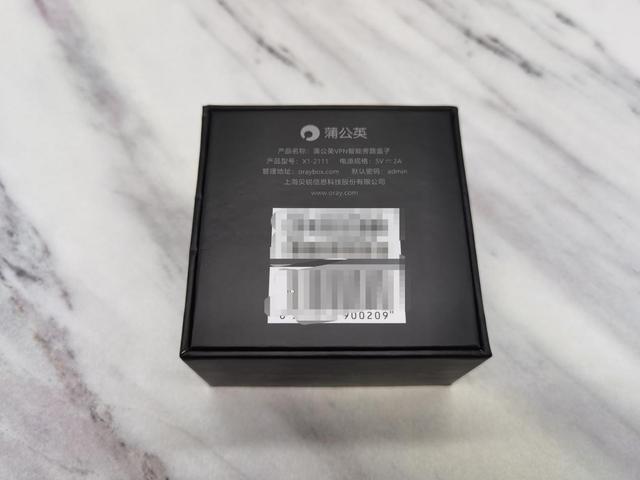 蒲公英
产品名称：蒲公英VPN智能旁路盒子
产品型号：X1-2111 电源规格：5V⎓2A
管理地址：oraybox.com 默认密码：admin
上海贝锐信息科技股份有限公司
www.oray.com
900209"